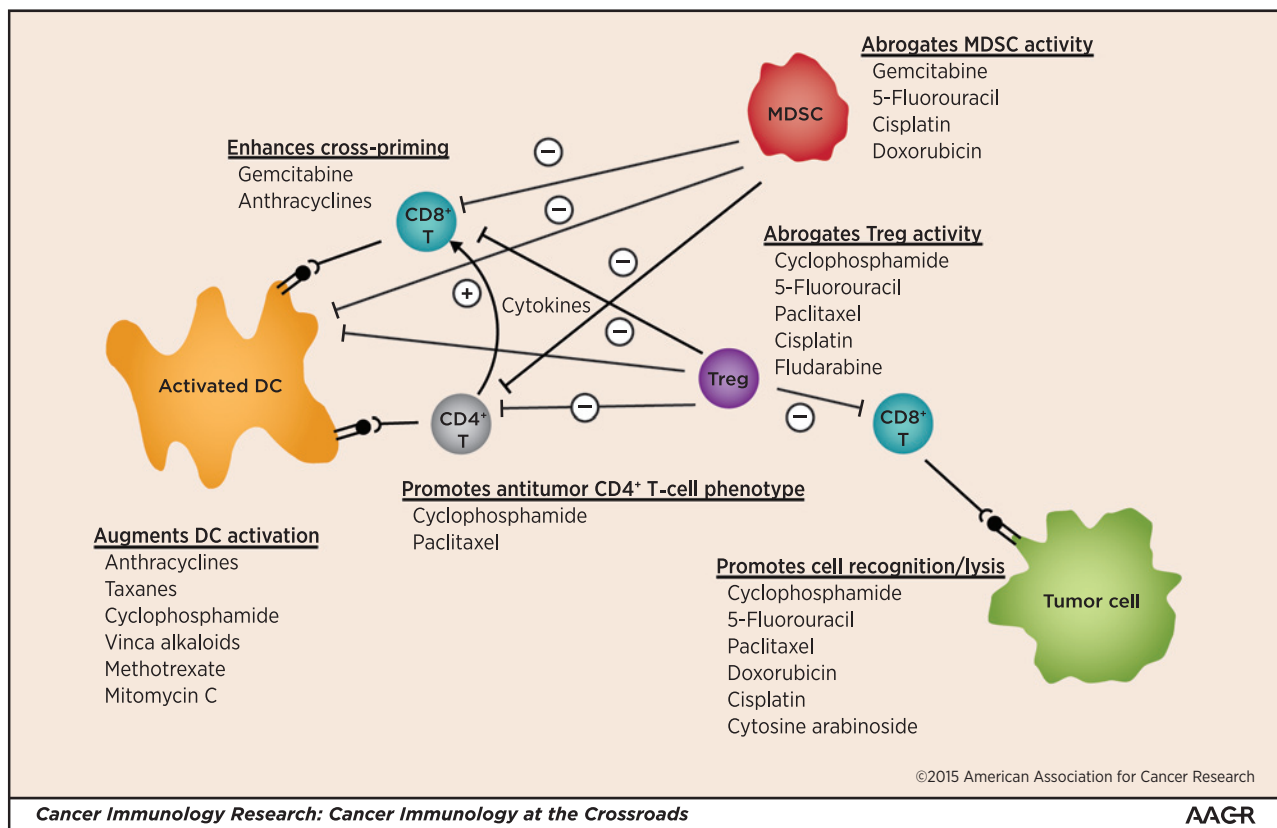 Abrogates MDSC activity
Gemcitabine
5-Fluorouracil
Cisplatin
Doxorubicin
MDSC
Enhances cross-priming
Gemcitabine
Anthracyclines
−
−
CD8⁺
T
Abrogates Treg activity
Cyclophosphamide
5-Fluorouracil
Paclitaxel
Cisplatin
Fludarabine
−
+
Cytokines
−
Activated DC
Treg
−
−
CD4⁺
T
CD8⁺
T
Promotes antitumor CD4⁺ T-cell phenotype
Cyclophosphamide
Paclitaxel
Augments DC activation
Anthracyclines
Taxanes
Cyclophosphamide
Vinca alkaloids
Methotrexate
Mitomycin C
Promotes cell recognition/lysis
Cyclophosphamide
5-Fluorouracil
Paclitaxel
Doxorubicin
Cisplatin
Cytosine arabinoside
Tumor cell
©2015 American Association for Cancer Research
Cancer Immunology Research: Cancer Immunology at the Crossroads
AACR